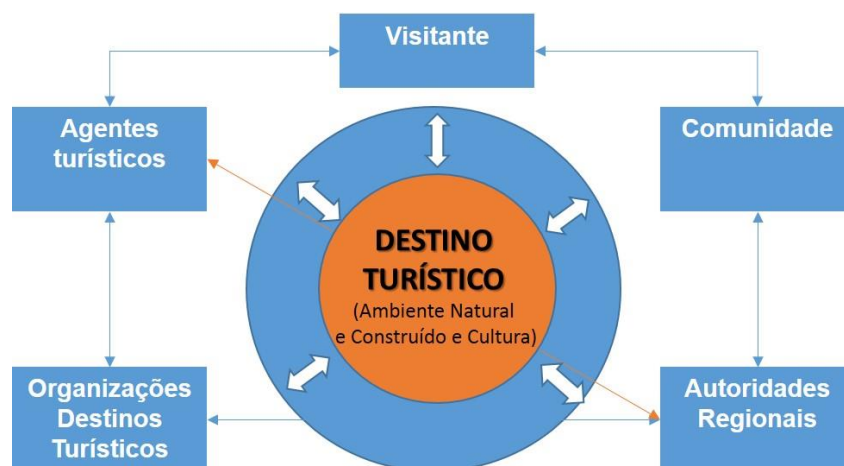 Visitante
Agentes
turísticos
Comunidade
DESTINO
TURÍSTICO
(Ambiente Natural
e Construído e Cultura)
Organizações
Destinos
Turísticos
Autoridades
Regionais